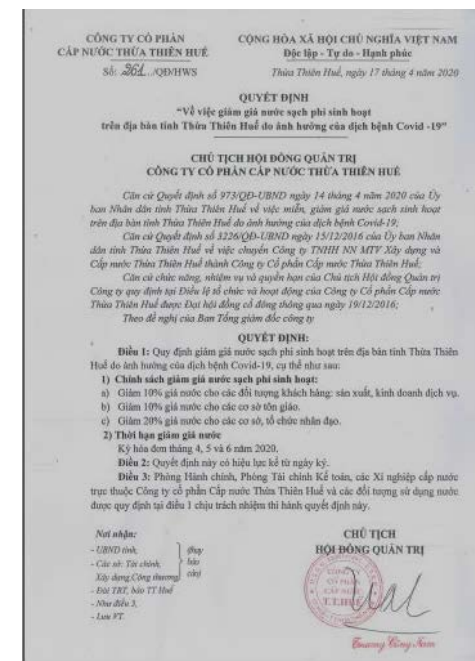 CÔNG TY CỔ PHẦN
CẤP NƯỚC THỪA THIÊN HUẾ
Số: 261../QĐ/HWS
CỘNG HÒA XÃ HỘI CHỦ NGHĨA VIỆT NAM
Độc lập - Tự do - Hạnh phúc
Thừa Thiên Huế, ngày 17 tháng 4 năm 2020
QUYẾT ĐỊNH
“Về việc giảm giá nước sạch phi sinh hoạt
trên địa bàn tỉnh Thừa Thiên Huế do ảnh hưởng của dịch bệnh Covid -19”
CHỦ TỊCH HỘI ĐỒNG QUẢN TRỊ
CÔNG TY CỔ PHẦN CẤP NƯỚC THỪA THIÊN HUẾ
Căn cứ Quyết định số 973/QĐ-UBND ngày 14 tháng 4 năm 2020 của Ủy
ban Nhân dân tỉnh Thừa Thiên Huế về việc miễn, giảm giá nước sạch sinh hoạt
trên địa bàn tỉnh Thừa Thiên Huế do ảnh hưởng của dịch bệnh Covid-19;
Căn cứ Quyết định số 3226/QĐ-UBND ngày 15/12/2016 của Ủy ban Nhân
dân tỉnh Thừa Thiên Huế về việc chuyển Công ty TNHH NN MTV Xây dựng và
Cấp nước Thừa Thiên Huế thành Công ty Cổ phần Cấp nước Thừa Thiên Huế;
Căn cứ chức năng, nhiệm vụ và quyền hạn của Chủ tịch Hội đồng Quản trị
Công ty quy định tại Điều lệ tổ chức và hoạt động của Công ty Cổ phần Cấp nước
Thừa Thiên Huế được Đại hội đồng cổ đông thông qua ngày 19/12/2016;
Theo đề nghị của Ban Tổng giám đốc công ty
QUYẾT ĐỊNH:
Điều 1: Quy định giảm giá nước sạch phi sinh hoạt trên địa bàn tỉnh Thừa Thiên
Huế do ảnh hưởng của dịch bệnh Covid-19, cụ thể như sau:
1) Chính sách giảm giá nước sạch phi sinh hoạt:
a) Giảm 10% giá nước cho các đối tượng khách hàng: sản xuất, kinh doanh dịch vụ.
b) Giảm 10% giá nước cho các cơ sở tôn giáo.
c) Giảm 20% giá nước cho các cơ sở, tổ chức nhân đạo.
2) Thời hạn giảm giá nước
Kỳ hóa đơn tháng 4, 5 và 6 năm 2020.
Điều 2: Quyết định này có hiệu lực kể từ ngày ký.
Điều 3: Phòng Hành chính, Phòng Tài chính Kế toán, các Xí nghiệp cấp nước
trực thuộc Công ty cổ phần Cấp nước Thừa Thiên Huế và các đối tượng sử dụng nước
được quy định tại điều 1 chịu trách nhiệm thi hành quyết định này.
Nơi nhận:
- UBND tỉnh,
- Các sở: Tài chính,
Xây dựng,Công thương
(thay
báo
cáo)
- Đài TRT, báo TT Huế
- Như điều 3,
- Lưu VT.
CHỦ TỊCH
HỘI ĐỒNG QUẢN TRỊ
CÔNG TY
CỔ PHẦN
CẤP NƯỚC
T.T.HUẾ
Trương Công Nam